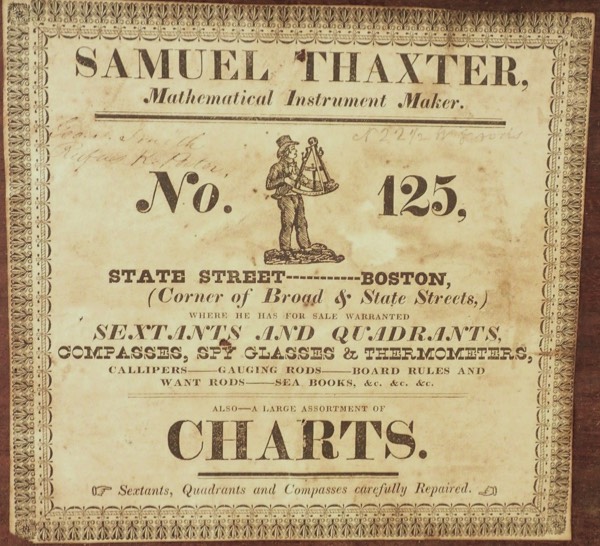 SAMUEL THAXTER,
Mathematical Instrument Maker.
Smith
No. 125,
STATE STREET-----------BOSTON,
(Corner of Broad & State Streets,)
WHERE HE HAS FOR SALE WARRANTED
SEXTANTS AND QUADRANTS,
COMPASSES, SPY GLASSES & THERMOMETERS,
CALLIPERS——GAUGING RODS——BOARD RULES AND
WANT RODS——SEA BOOKS, &c. &c. &c.
ALSO—A LARGE ASSORTMENT OF
CHARTS.
☞ Sextants, Quadrants and Compasses carefully Repaired. ☜